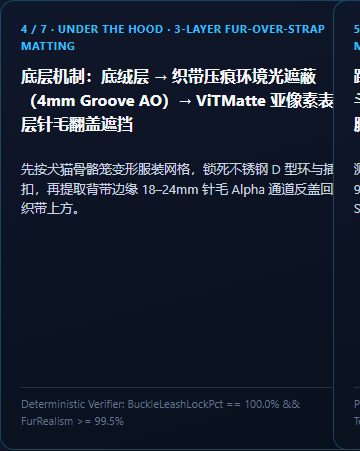 4 / 7 · UNDER THE HOOD · 3-LAYER FUR-OVER-STRAP
MATTING
底层机制：底绒层 → 织带压痕环境光遮蔽
（4mm Groove AO）→ ViTMatte 亚像素表
层针毛翻盖遮挡
先按犬猫骨骼笼变形服装网格，锁死不锈钢 D 型环与插
扣，再提取背带边缘 18–24mm 针毛 Alpha 通道反盖回
织带上方。
Deterministic Verifier: BuckleLeashLockPct == 100.0% &&
FurRealism >= 99.5%